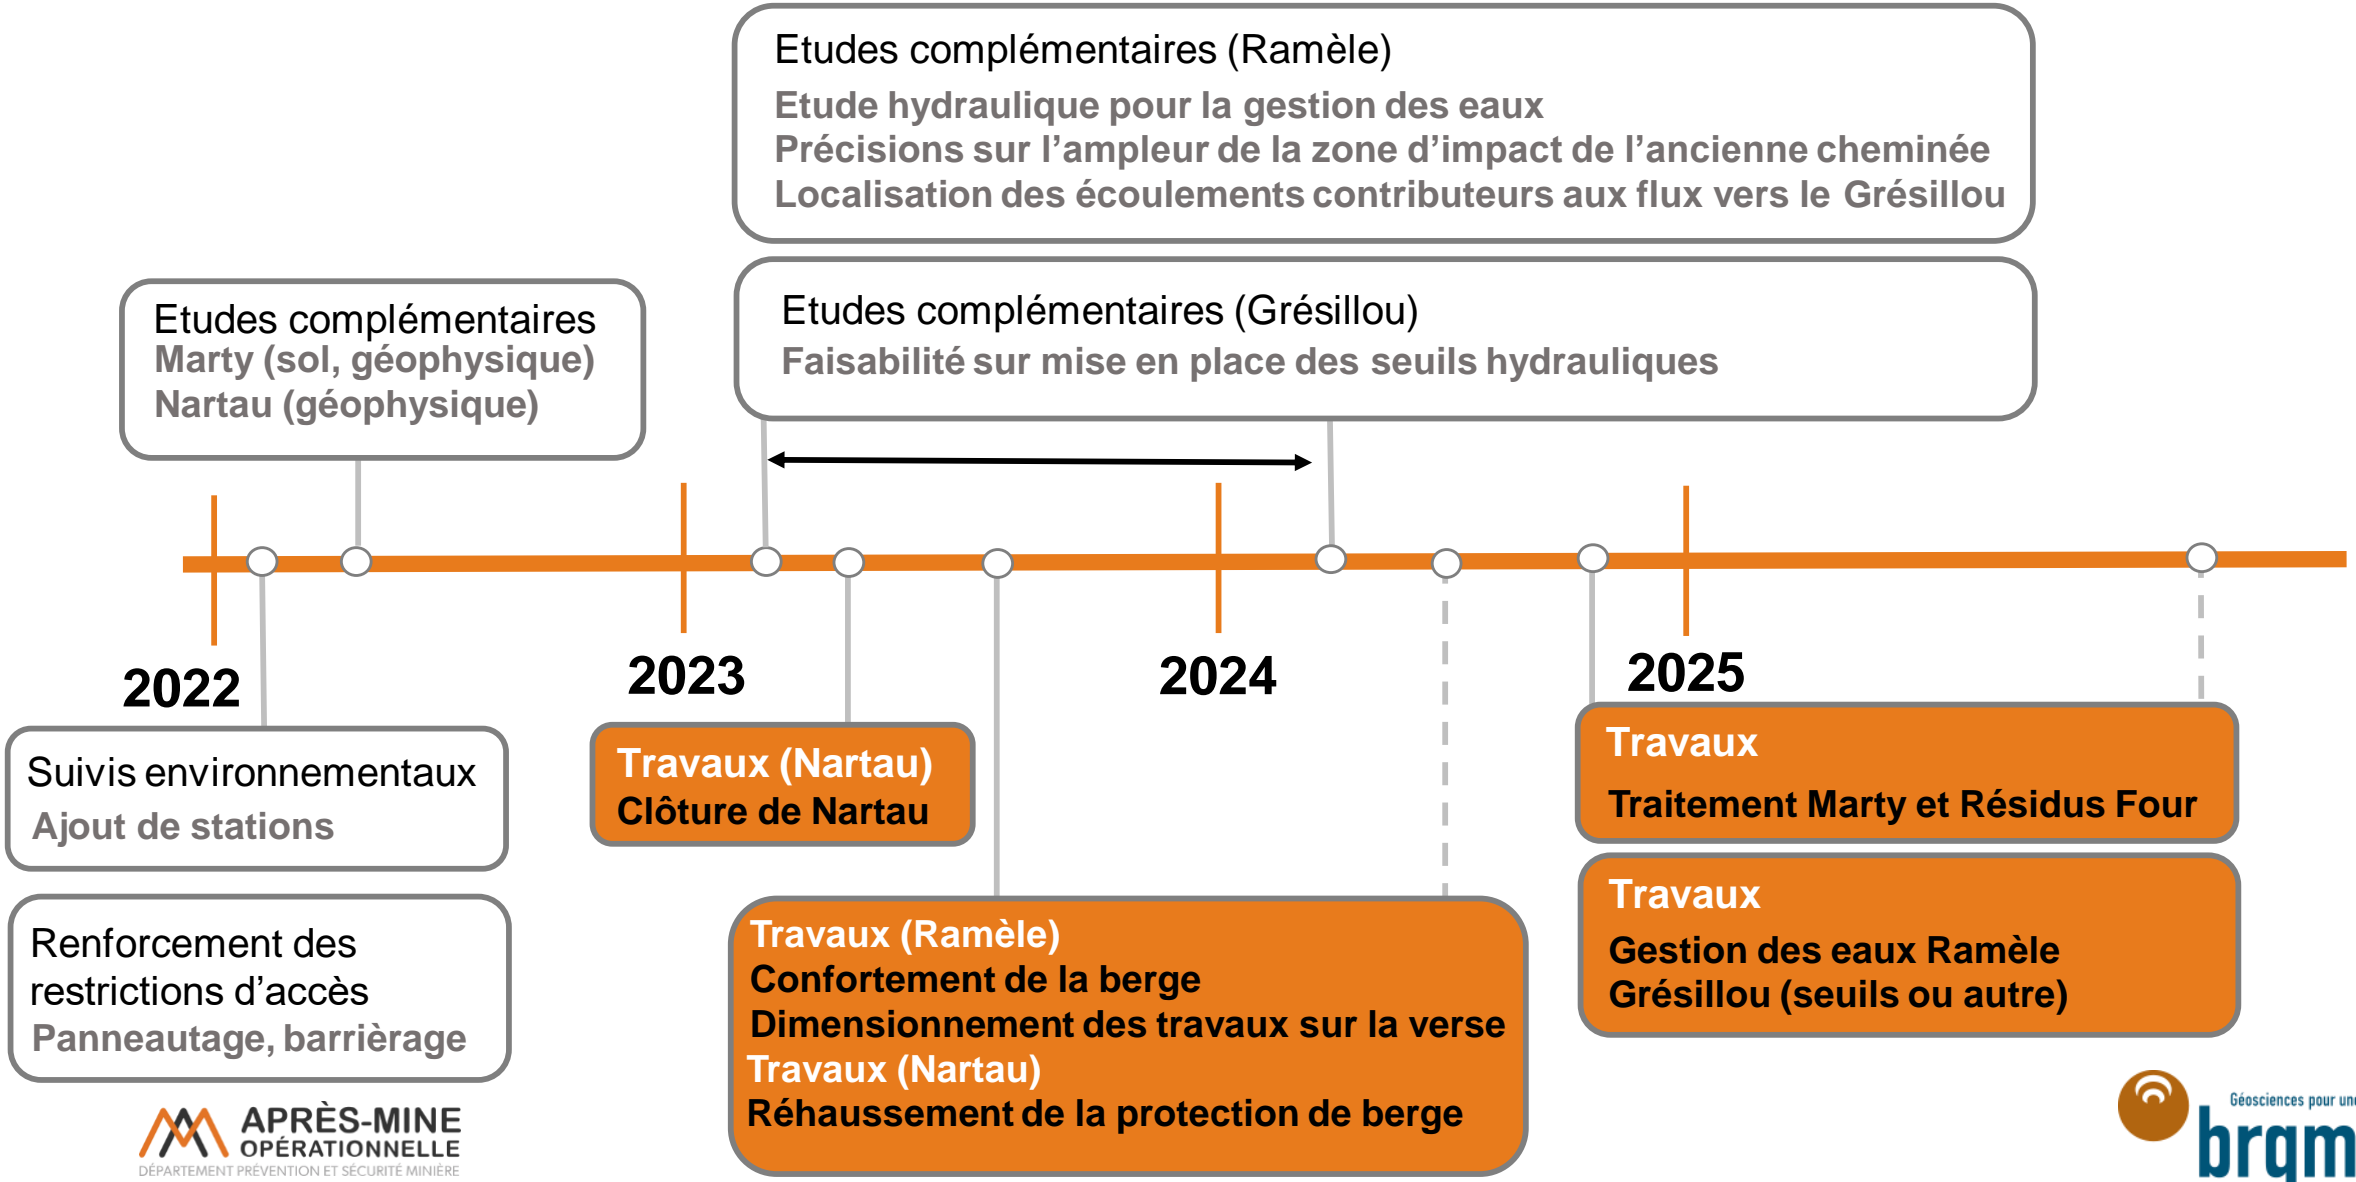 Etudes complémentaires (Ramèle)
Etude hydraulique pour la gestion des eaux
Précisions sur l'ampleur de la zone d'impact de l'ancienne cheminée
Localisation des écoulements contributeurs aux flux vers le Grésillou
Etudes complémentaires
Marty (sol, géophysique)
Nartau (géophysique)
Etudes complémentaires (Grésillou)
Faisabilité sur mise en place des seuils hydrauliques
2022
2023
2024
2025
Suivis environnementaux
Ajout de stations
Renforcement des
restrictions d'accès
Panneautage, barrièrage
Travaux (Nartau)
Clôture de Nartau
Travaux (Ramèle)
Confortement de la berge
Dimensionnement des travaux sur la verse
Travaux (Nartau)
Réhaussement de la protection de berge
Travaux
Traitement Marty et Résidus Four
Travaux
Gestion des eaux Ramèle
Grésillou (seuils ou autre)
APRÈS-MINE
OPÉRATIONNELLE
DÉPARTEMENT PRÉVENTION ET SÉCURITÉ MINIÈRE
Géosciences pour une
brgm